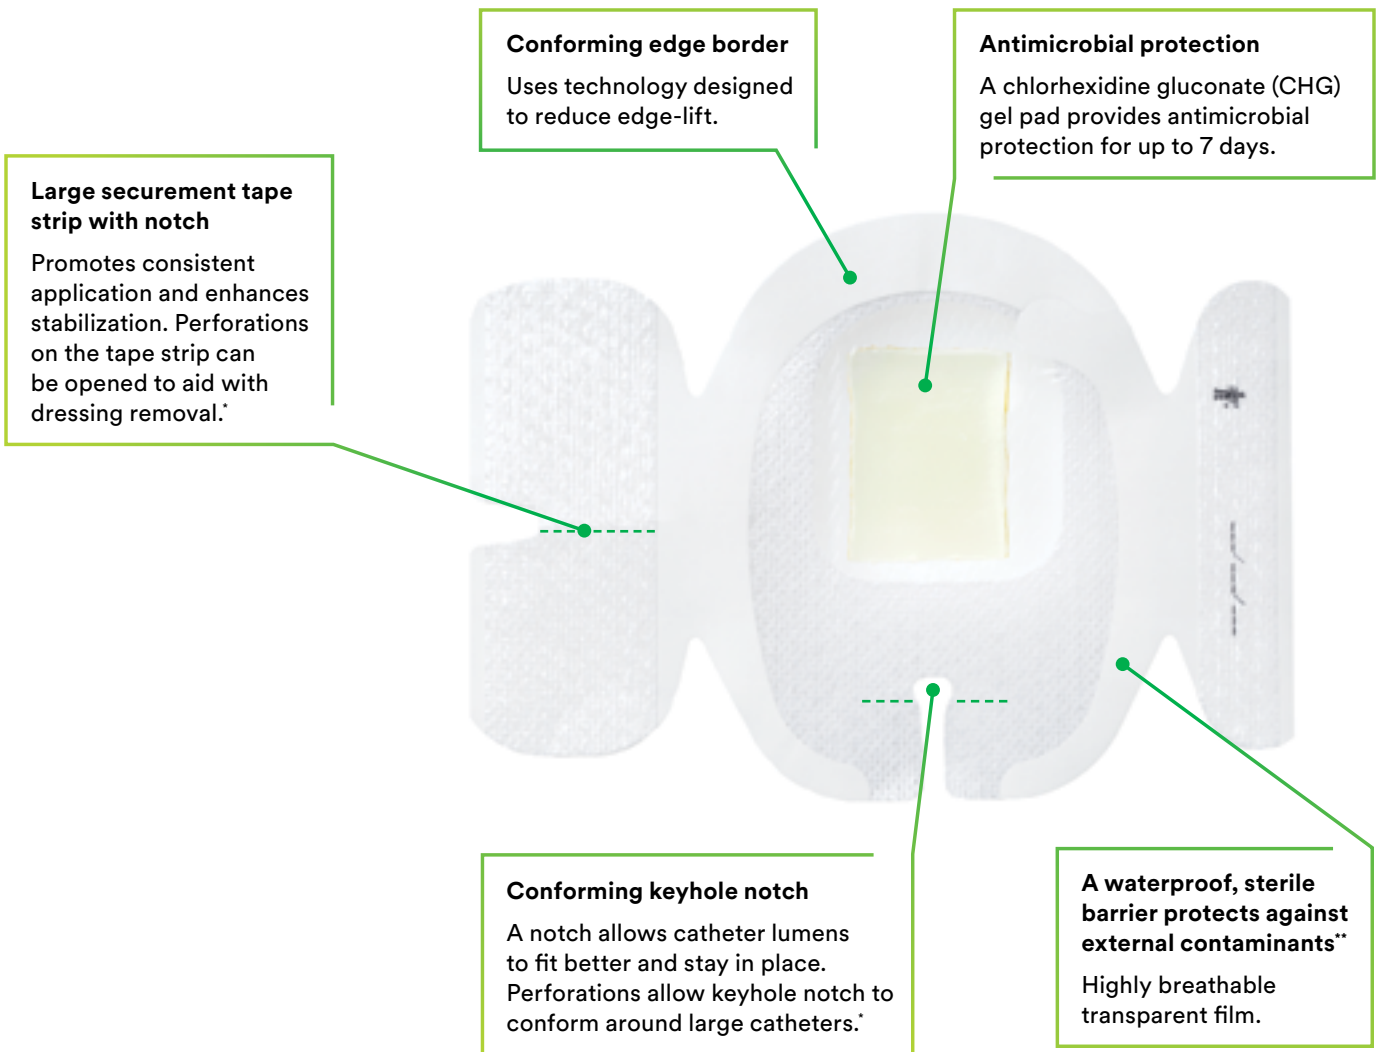 Conforming edge border
Uses technology designed
to reduce edge-lift.
Antimicrobial protection
A chlorhexidine gluconate (CHG)
gel pad provides antimicrobial
protection for up to 7 days.
Large securement tape
strip with notch
Promotes consistent
application and enhances
stabilization. Perforations
on the tape strip can
be opened to aid with
dressing removal.*
Conforming keyhole notch
A notch allows catheter lumens
to fit better and stay in place.
Perforations allow keyhole notch to
conform around large catheters.*
A waterproof, sterile
barrier protects against
external contaminants**
Highly breathable
transparent film.